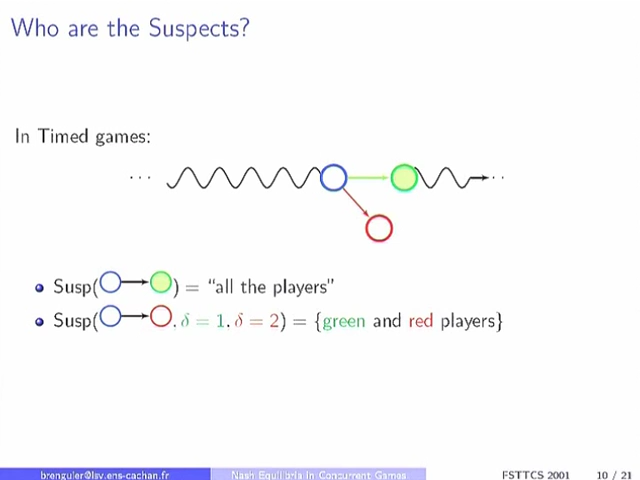 Who are the Suspects?
In Timed games:
Susp( ) = "all the players"
Susp( , δ = 1, δ = 2) = {green and red players}
brenguier@lsv.ens-cachan.fr Nash Equilibria In Concurrent Games FSTTCS 2001 10 / 21